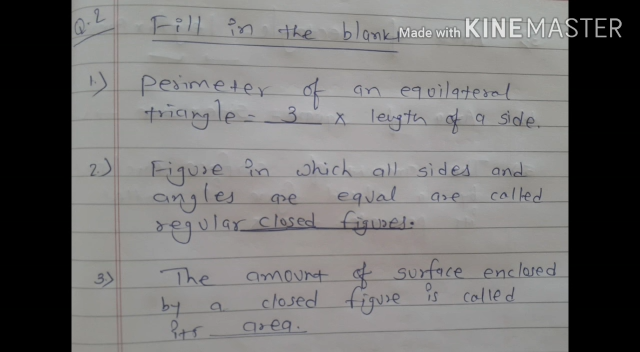 Q.2 Fill in the blank
Made with KINEMASTER
1.) Perimeter of an equilateral
triangle = 3 × length of a side.
2.) Figure in which all sides and
angles are equal are called
regular closed figures.
3) The amount of surface enclosed
by a closed figure is called
its area.